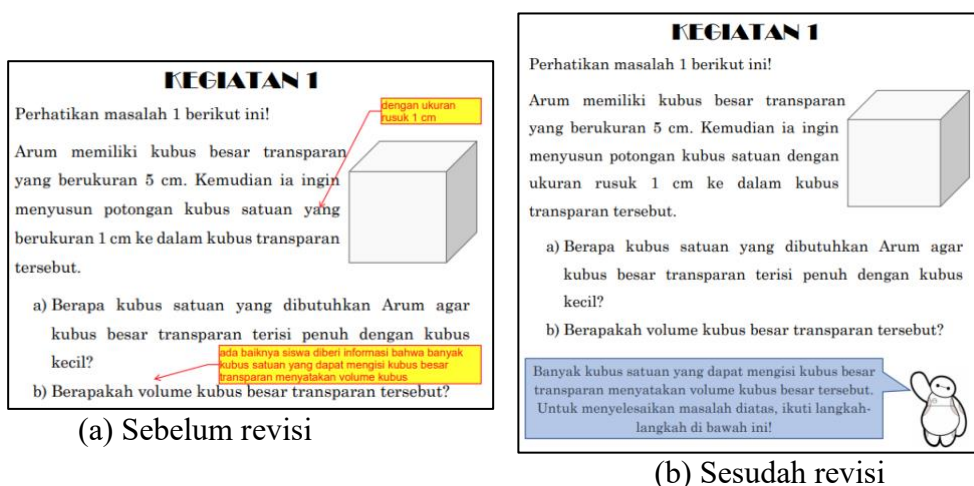 KEGIATAN 1
Perhatikan masalah 1 berikut ini!
dengan ukuran
rusuk 1 cm
Arum memiliki kubus besar transparan
yang berukuran 5 cm. Kemudian ia ingin
menyusun potongan kubus satuan yang
berukuran 1 cm ke dalam kubus transparan
tersebut.
a) Berapa kubus satuan yang dibutuhkan Arum agar
kubus besar transparan terisi penuh dengan kubus
kecil?
ada baiknya siswa diberi informasi bahwa banyak
kubus satuan yang dapat mengisi kubus besar
transparan menyatakan volume kubus
b) Berapakah volume kubus besar transparan tersebut?
(a) Sebelum revisi
KEGIATAN 1
Perhatikan masalah 1 berikut ini!
Arum memiliki kubus besar transparan
yang berukuran 5 cm. Kemudian ia ingin
menyusun potongan kubus satuan dengan
ukuran rusuk 1 cm ke dalam kubus
transparan tersebut.
a) Berapa kubus satuan yang dibutuhkan Arum agar
kubus besar transparan terisi penuh dengan kubus
kecil?
b) Berapakah volume kubus besar transparan tersebut?
Banyak kubus satuan yang dapat mengisi kubus besar
transparan menyatakan volume kubus besar tersebut.
Untuk menyelesaikan masalah diatas, ikuti langkah-
langkah di bawah ini!
(b) Sesudah revisi